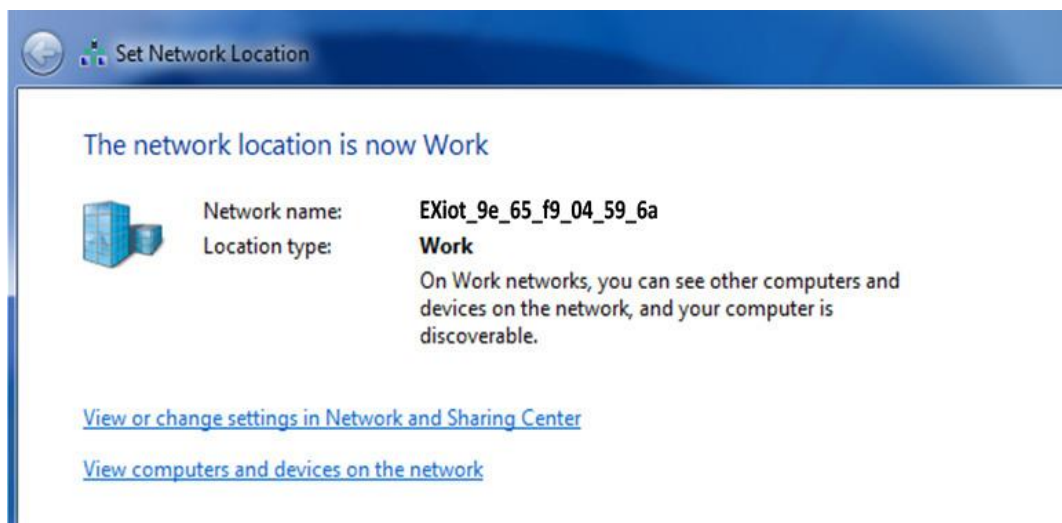 Set Network Location
The network location is now Work
Network name: EXiot_9e_65_f9_04_59_6a
Location type: Work
On Work networks, you can see other computers and
devices on the network, and your computer is
discoverable.
View or change settings in Network and Sharing Center
View computers and devices on the network